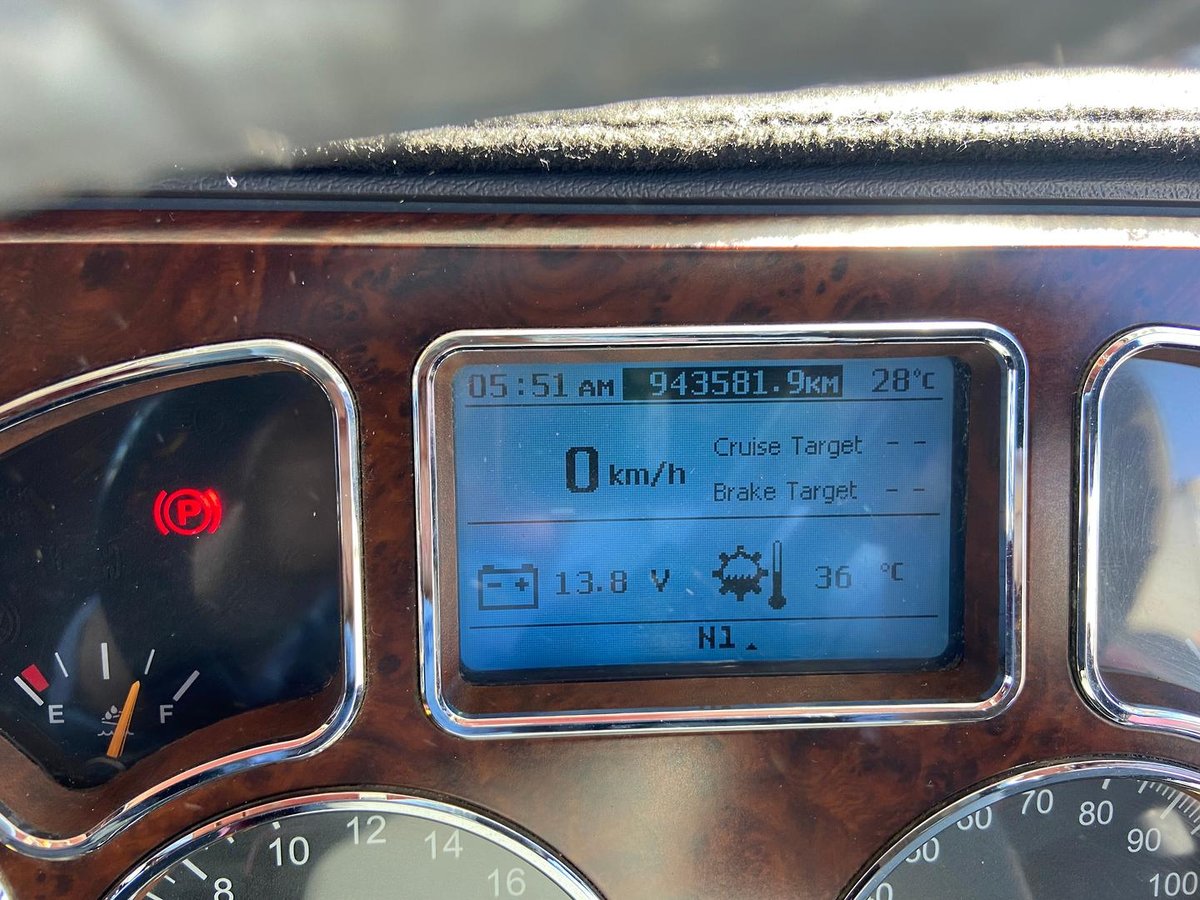 05:51 AM 943581.9KM 28°C
0 km/h
Cruise Target - -
Brake Target - -
P
- + 13.8 V 36 °C
N1
E F
8 10 12 14 16
60 70 80 90 100